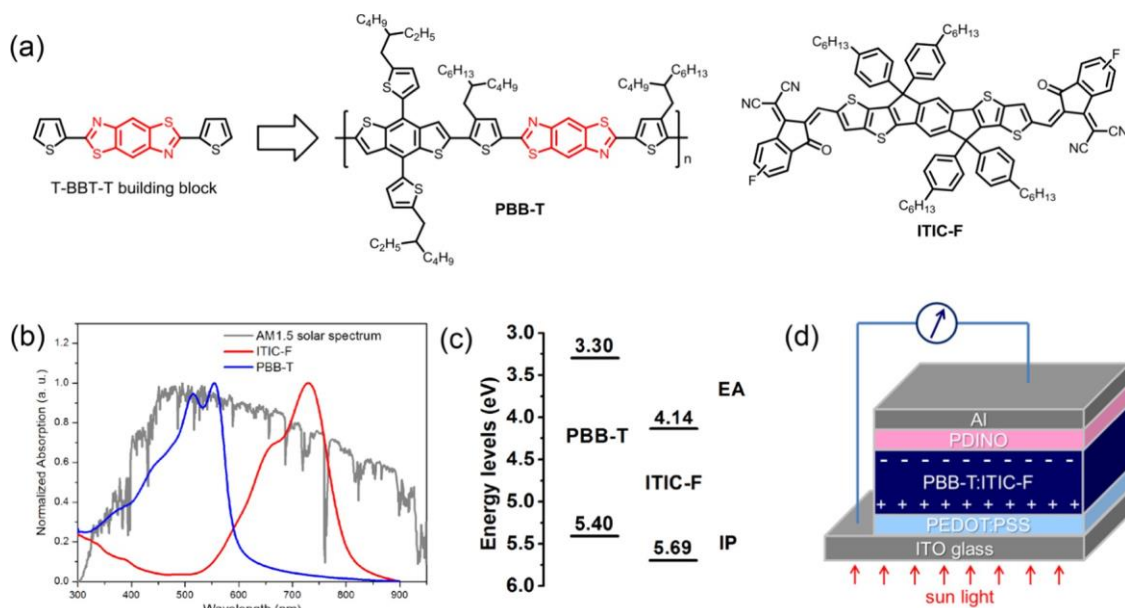 (a)
C₄H₉
C₂H₅
S
C₆H₁₃
C₄H₉
C₄H₉
C₆H₁₃
N
S
S
S
N
S
T-BBT-T building block
S
S
S
N
S
S
N
S
n
S
C₂H₅
C₄H₉
PBB-T
C₆H₁₃
C₆H₁₃
F
O
CN
NC
S
S
S
S
CN
NC
O
F
C₆H₁₃
C₆H₁₃
ITIC-F
(b)
Normalized Absorption (a. u.)
1.2
1.0
0.8
0.6
0.4
0.2
0.0
AM1.5 solar spectrum
ITIC-F
PBB-T
300 400 500 600 700 800 900
Wavelength (nm)
(c)
Energy levels (eV)
3.0
3.5
4.0
4.5
5.0
5.5
6.0
3.30
PBB-T
5.40
4.14
ITIC-F
5.69
EA
IP
(d)
Al
PDINO
- - - - - - - - - -
PBB-T:ITIC-F
+ + + + + + + + + +
PEDOT:PSS
ITO glass
sun light